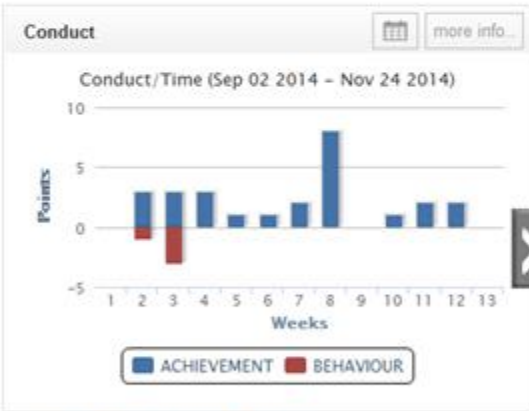 Conduct
more info...
Conduct/Time (Sep 02 2014 – Nov 24 2014)
10
5
0
-5
Points
1 2 3 4 5 6 7 8 9 10 11 12 13
Weeks
ACHIEVEMENT BEHAVIOUR